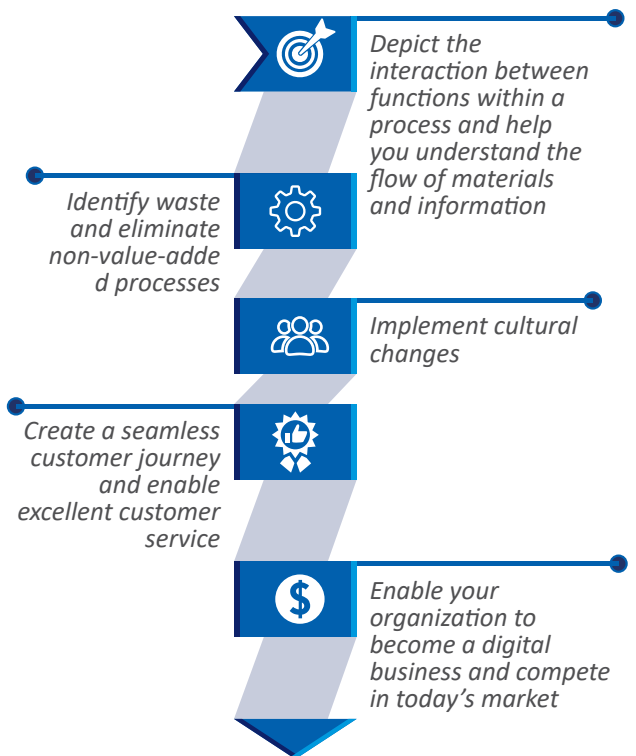 Depict the
interaction between
functions within a
process and help
you understand the
flow of materials
and information
Identify waste
and eliminate
non-value-adde
d processes
Implement cultural
changes
Create a seamless
customer journey
and enable
excellent customer
service
$
Enable your
organization to
become a digital
business and compete
in today’s market